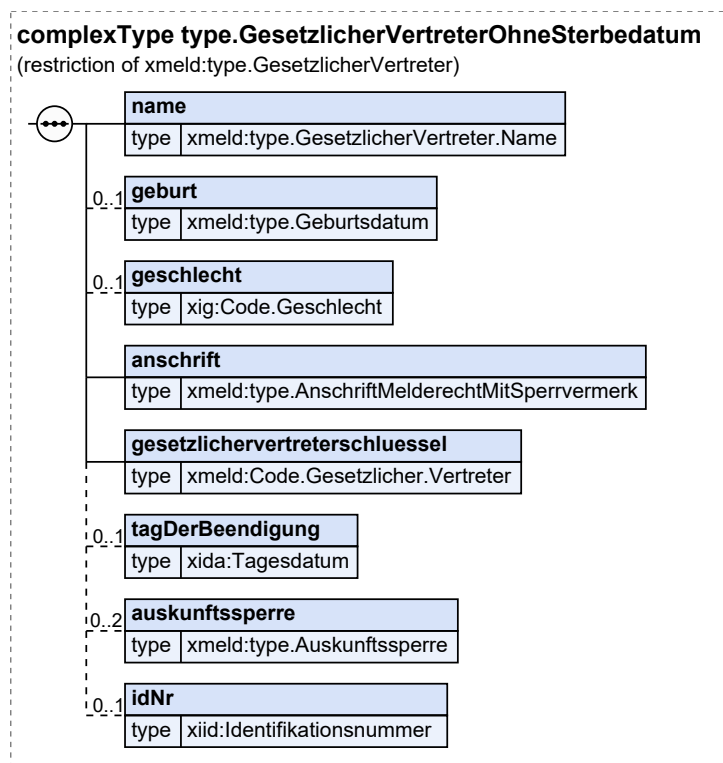 complexType type.GesetzlicherVertreterOhneSterbedatum
(restriction of xmeld:type.GesetzlicherVertreter)
name
type xmeld:type.GesetzlicherVertreter.Name
0..1 geburt
type xmeld:type.Geburtsdatum
0..1 geschlecht
type xig:Code.Geschlecht
anschrift
type xmeld:type.AnschriftMelderechtMitSperrvermerk
gesetzlichervertreterschluessel
type xmeld:Code.Gesetzlicher.Vertreter
0..1 tagDerBeendigung
type xida:Tagesdatum
0..2 auskunftssperre
type xmeld:type.Auskunftssperre
0..1 idNr
type xiid:Identifikationsnummer